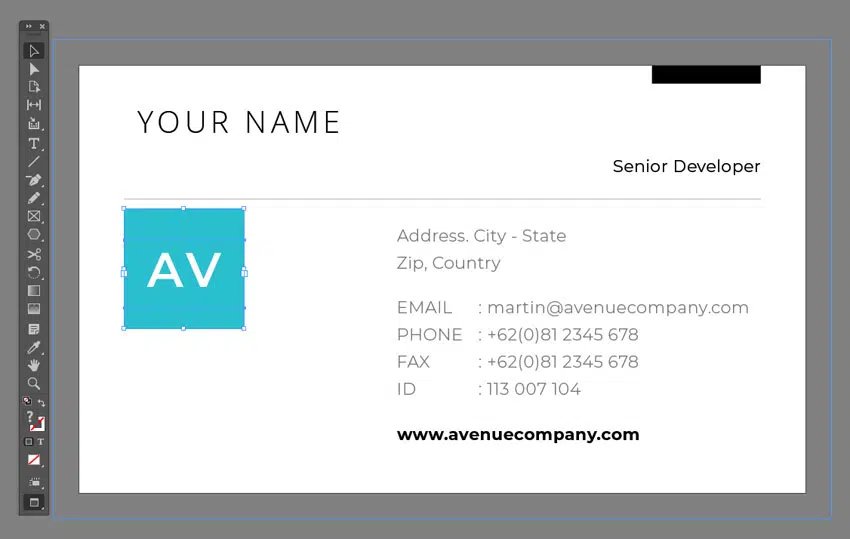 YOUR NAME
Senior Developer
AV
Address. City - State
Zip, Country
EMAIL : martin@avenuecompany.com
PHONE : +62(0)81 2345 678
FAX : +62(0)81 2345 678
ID : 113 007 104
www.avenuecompany.com